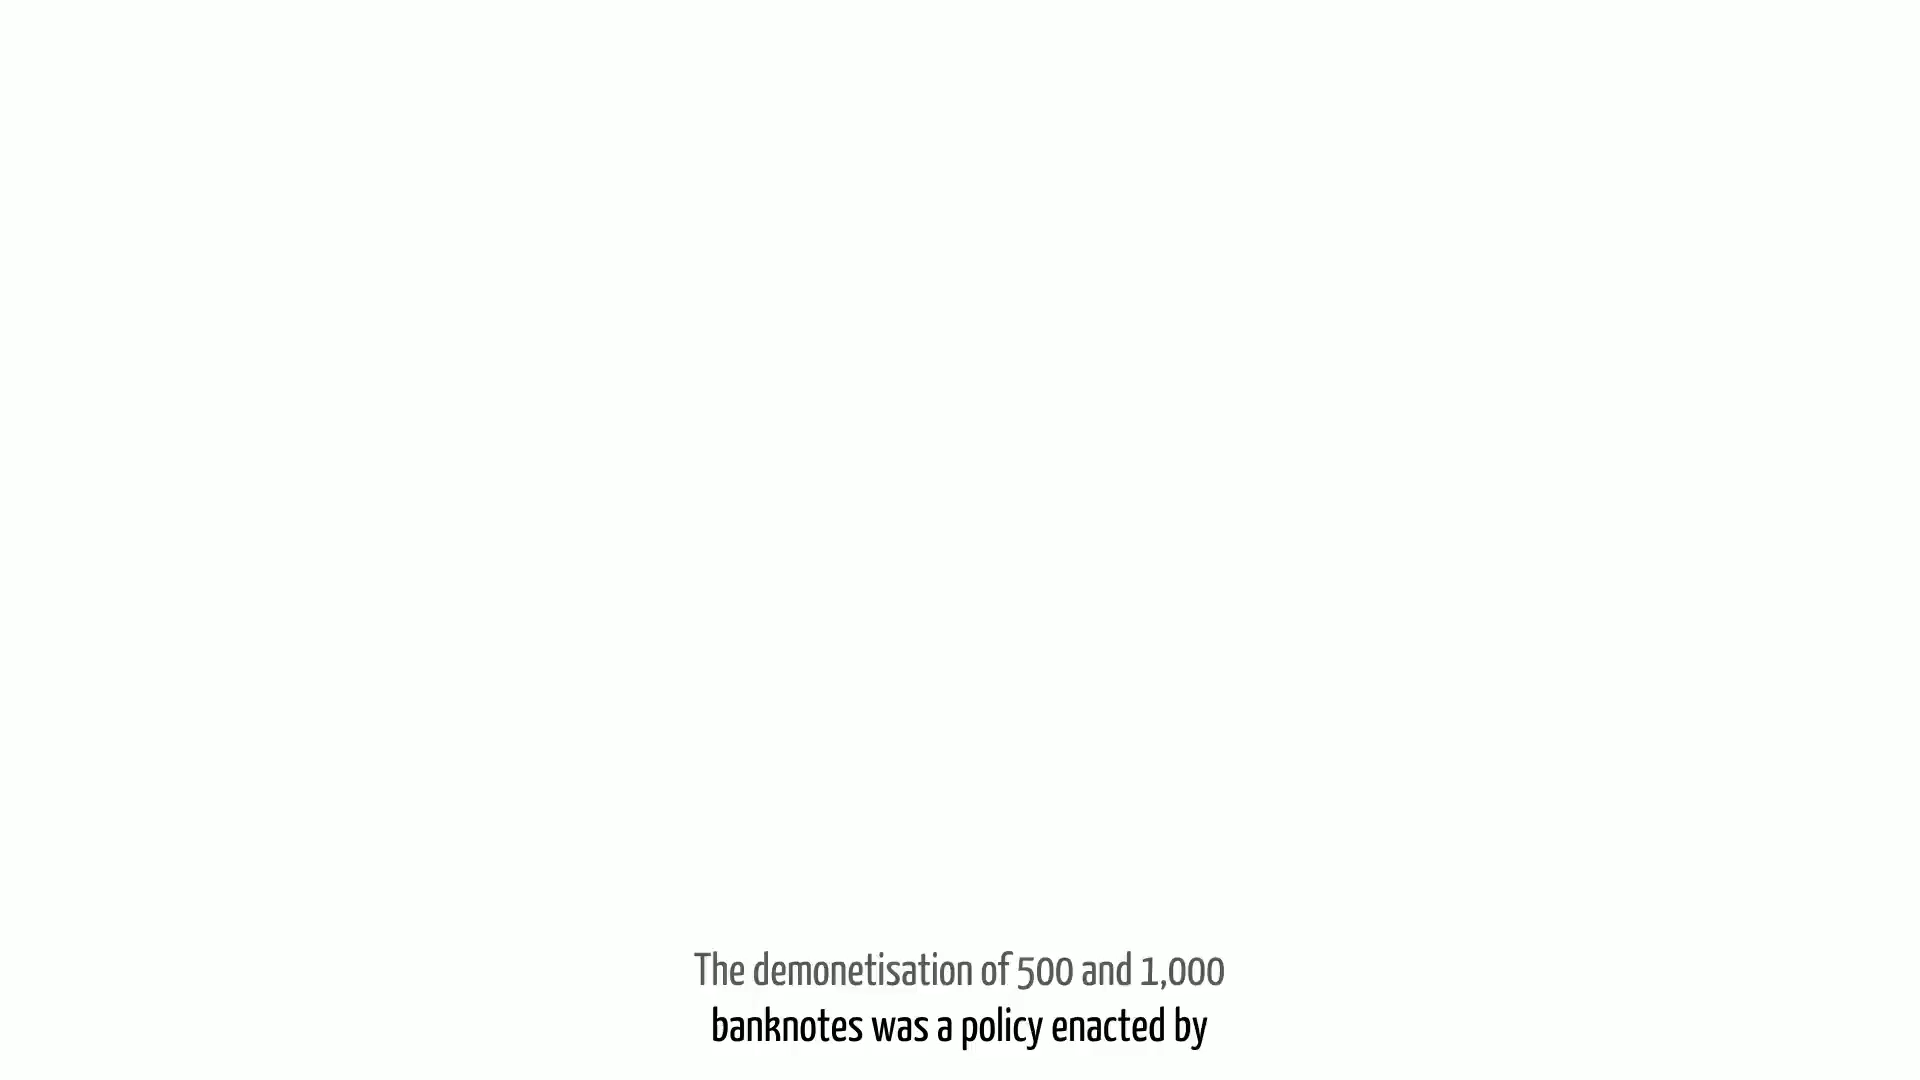 The demonetisation of 500 and 1,000
banknotes was a policy enacted by